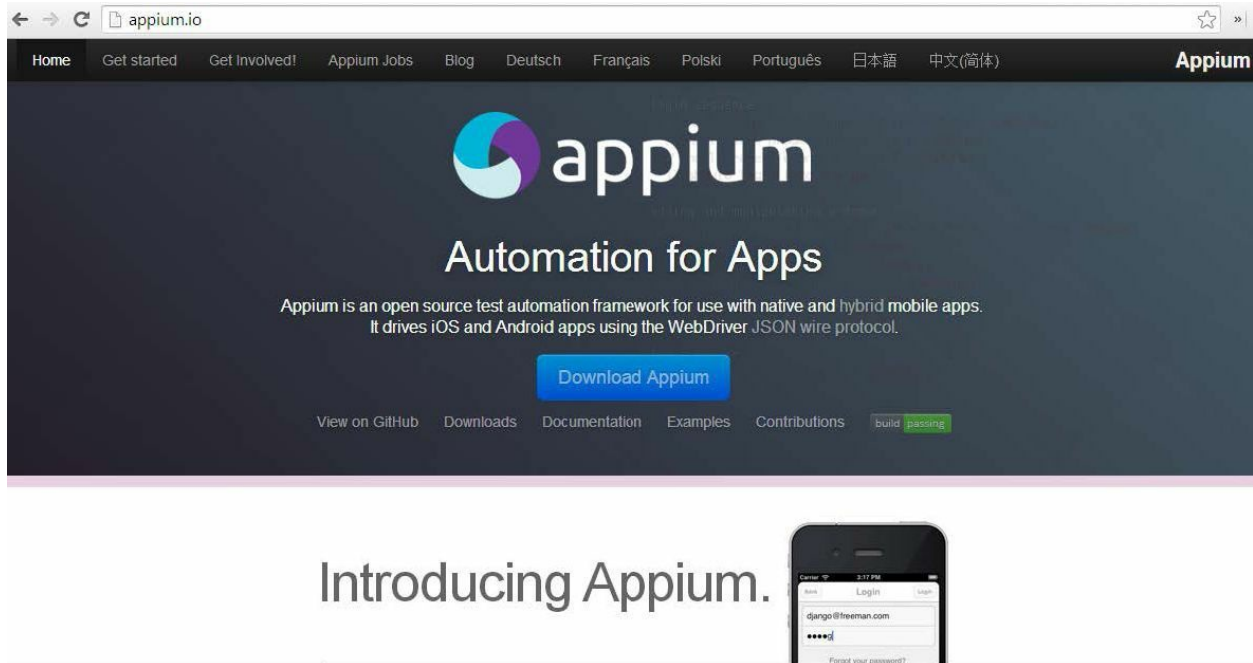 appium.io
Home Get started Get Involved! Appium Jobs Blog Deutsch Français Polski Português 日本語 中文(简体) Appium
appium
Automation for Apps
Appium is an open source test automation framework for use with native and hybrid mobile apps.
It drives iOS and Android apps using the WebDriver JSON wire protocol.
Download Appium
View on GitHub Downloads Documentation Examples Contributions build passing
Introducing Appium.
Carrier 3:17 PM
Bank Login Login
django@freeman.com
••••g
Forgot your password?